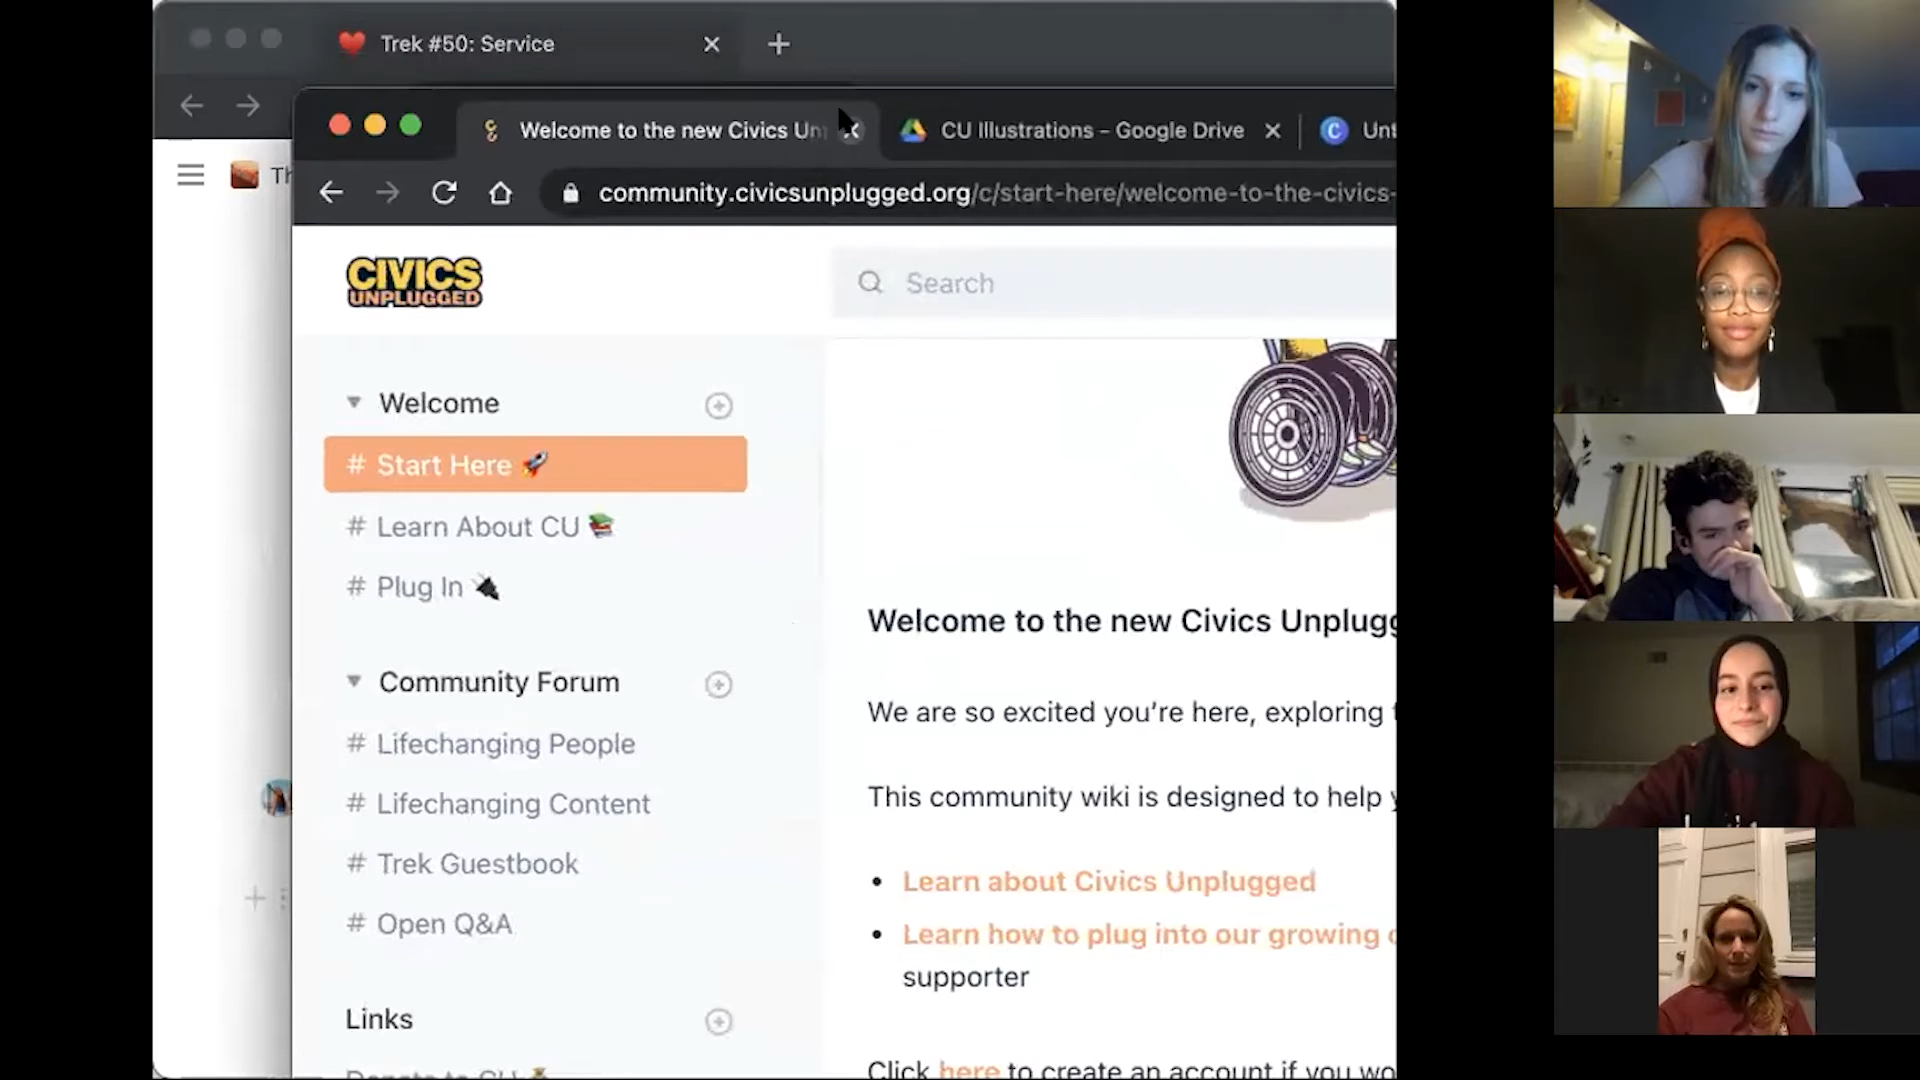 Trek #50: Service
Welcome to the new Civics Un
CU Illustrations – Google Drive
community.civicsunplugged.org/c/start-here/welcome-to-the-civics-
CIVICS
UNPLUGGED
Search
Welcome
# Start Here
# Learn About CU
# Plug In
Community Forum
# Lifechanging People
# Lifechanging Content
# Trek Guestbook
# Open Q&A
Links
Donate to CU
Welcome to the new Civics Unplugg
We are so excited you’re here, exploring
This community wiki is designed to help
• Learn about Civics Unplugged
• Learn how to plug into our growing
supporter
Click here to create an account if you wo